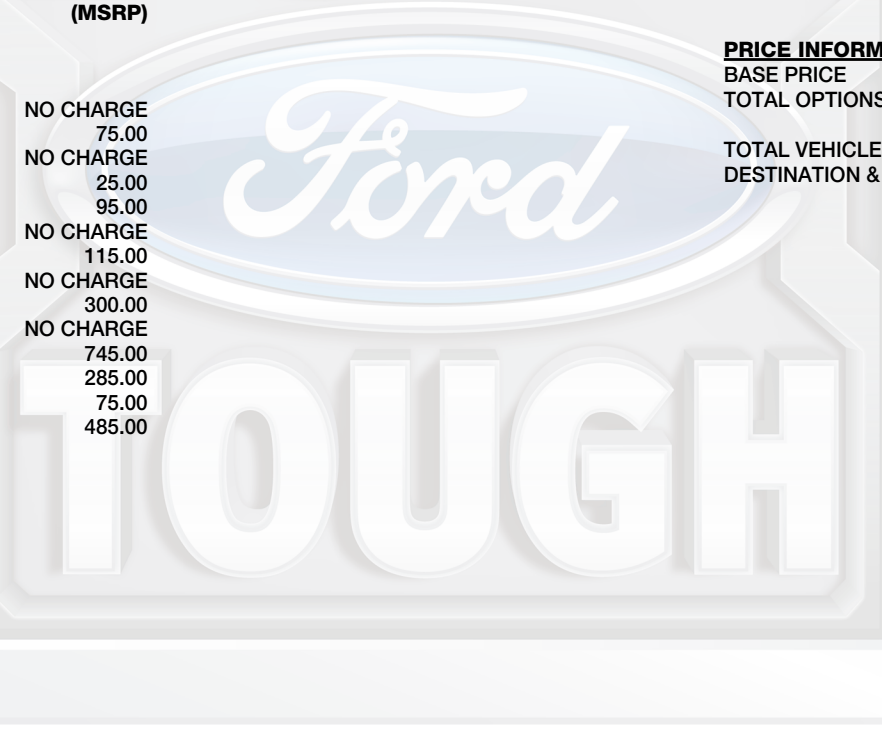 (MSRP)
NO CHARGE
75.00
NO CHARGE
25.00
95.00
NO CHARGE
115.00
NO CHARGE
300.00
NO CHARGE
745.00
285.00
75.00
485.00
PRICE INFORM
BASE PRICE
TOTAL OPTIONS
TOTAL VEHICLE
DESTINATION &
Ford
TOUGH